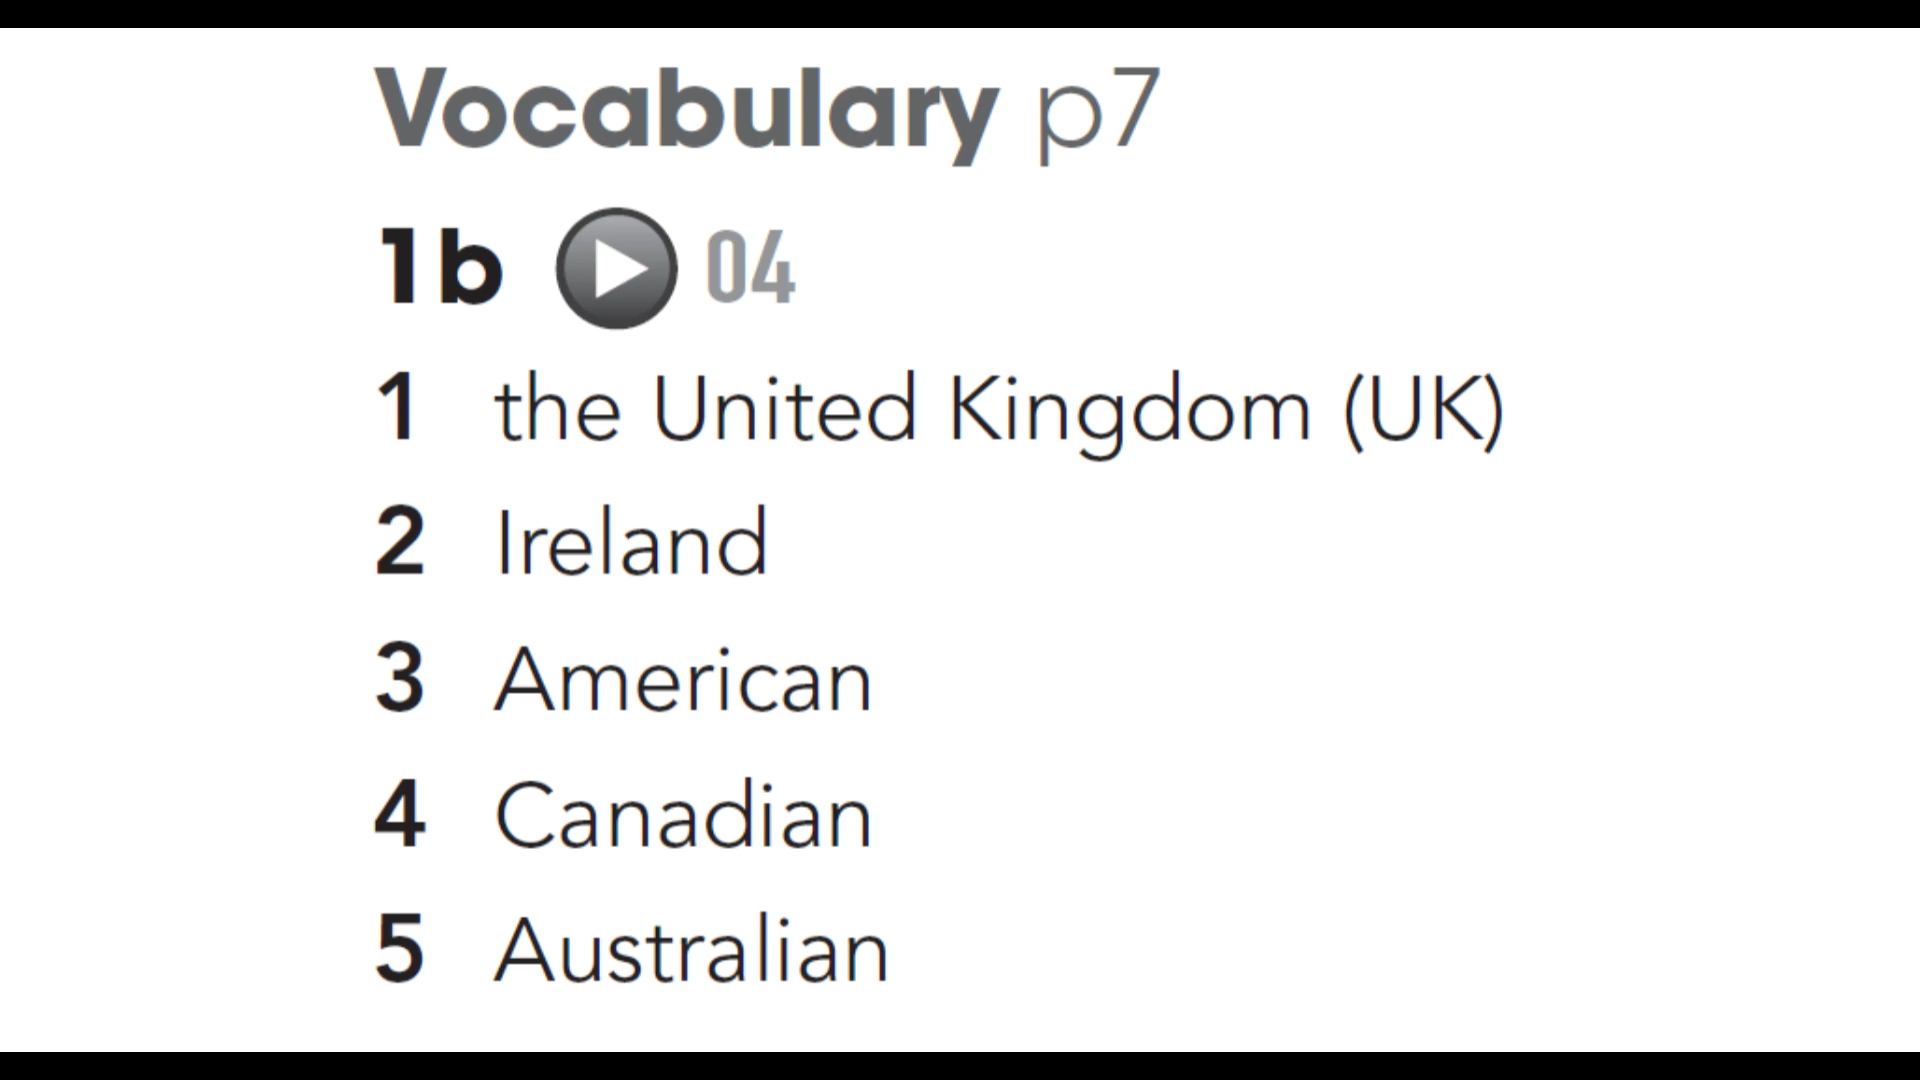 Vocabulary p7
1b 04
1 the United Kingdom (UK)
2 Ireland
3 American
4 Canadian
5 Australian